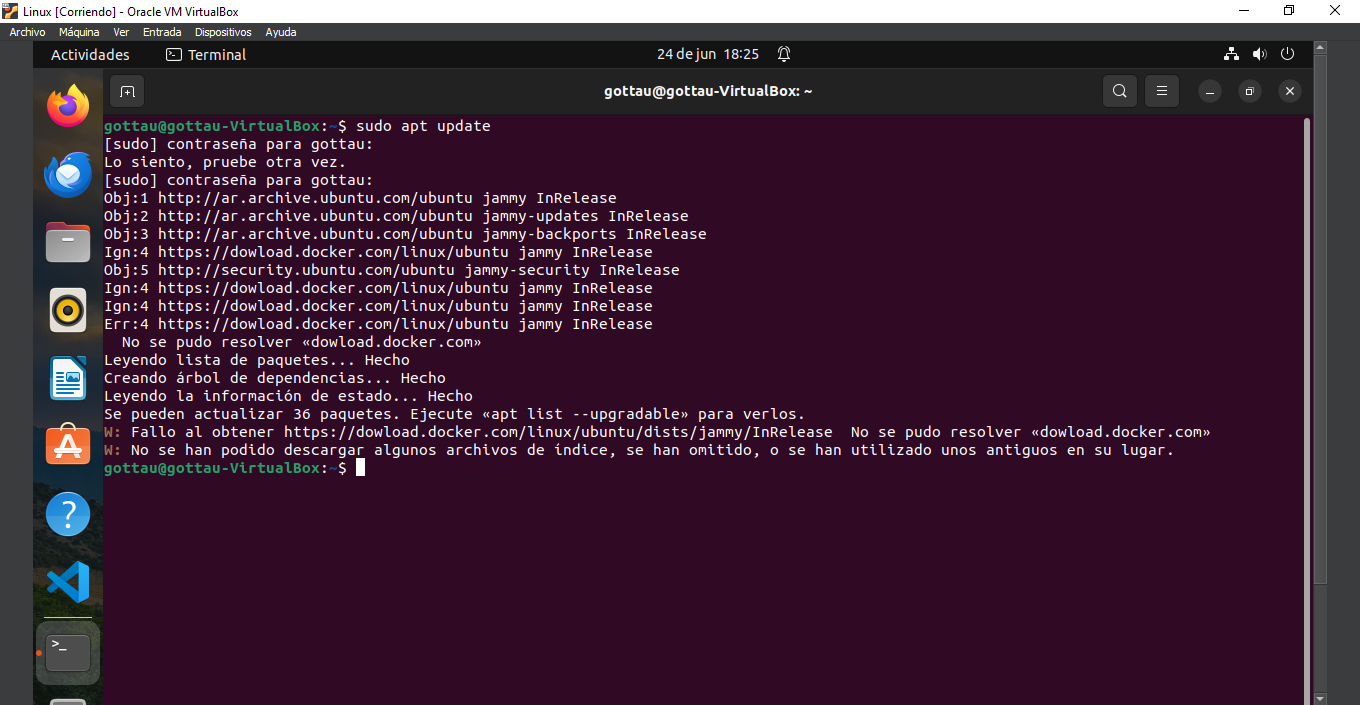 Linux [Corriendo] - Oracle VM VirtualBox
Archivo Máquina Ver Entrada Dispositivos Ayuda
Actividades Terminal 24 de jun 18:25
gottau@gottau-VirtualBox: ~
gottau@gottau-VirtualBox:~$ sudo apt update
[sudo] contraseña para gottau:
Lo siento, pruebe otra vez.
[sudo] contraseña para gottau:
Obj:1 http://ar.archive.ubuntu.com/ubuntu jammy InRelease
Obj:2 http://ar.archive.ubuntu.com/ubuntu jammy-updates InRelease
Obj:3 http://ar.archive.ubuntu.com/ubuntu jammy-backports InRelease
Ign:4 https://dowload.docker.com/linux/ubuntu jammy InRelease
Obj:5 http://security.ubuntu.com/ubuntu jammy-security InRelease
Ign:4 https://dowload.docker.com/linux/ubuntu jammy InRelease
Ign:4 https://dowload.docker.com/linux/ubuntu jammy InRelease
Err:4 https://dowload.docker.com/linux/ubuntu jammy InRelease
  No se pudo resolver «dowload.docker.com»
Leyendo lista de paquetes... Hecho
Creando árbol de dependencias... Hecho
Leyendo la información de estado... Hecho
Se pueden actualizar 36 paquetes. Ejecute «apt list --upgradable» para verlos.
W: Fallo al obtener https://dowload.docker.com/linux/ubuntu/dists/jammy/InRelease  No se pudo resolver «dowload.docker.com»
W: No se han podido descargar algunos archivos de índice, se han omitido, o se han utilizado unos antiguos en su lugar.
gottau@gottau-VirtualBox:~$